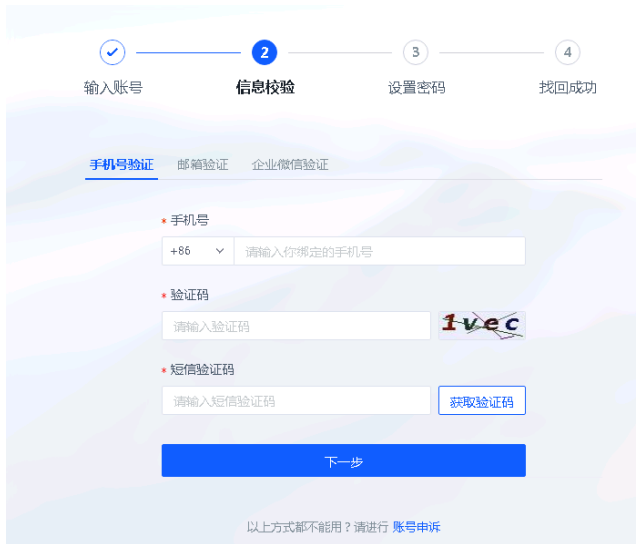 2 3 4
输入账号 信息校验 设置密码 找回成功
手机号验证 邮箱验证 企业微信验证
* 手机号
+86 请输入你绑定的手机号
* 验证码
请输入验证码 1vec
* 短信验证码
请输入短信验证码 获取验证码
下一步
以上方式都不能用？请进行 账号申诉